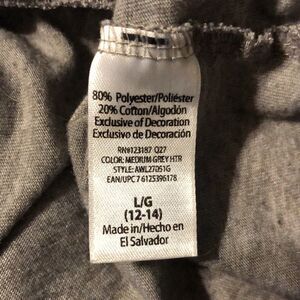 80% Polyester/Poliéster
20% Cotton/Algodón
Exclusive of Decoration
Exclusivo de Decoración
RN#123187 Q27
COLOR: MEDIUM GREY HTR
STYLE: AWL27051G
EAN/UPC 7 6125396178
L/G
(12-14)
Made in/Hecho en
El Salvador